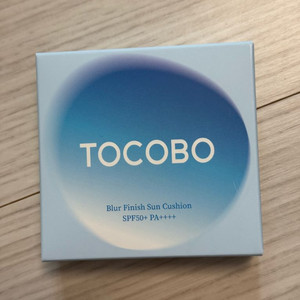 TOCOBO
Blur Finish Sun Cushion
SPF50+ PA++++